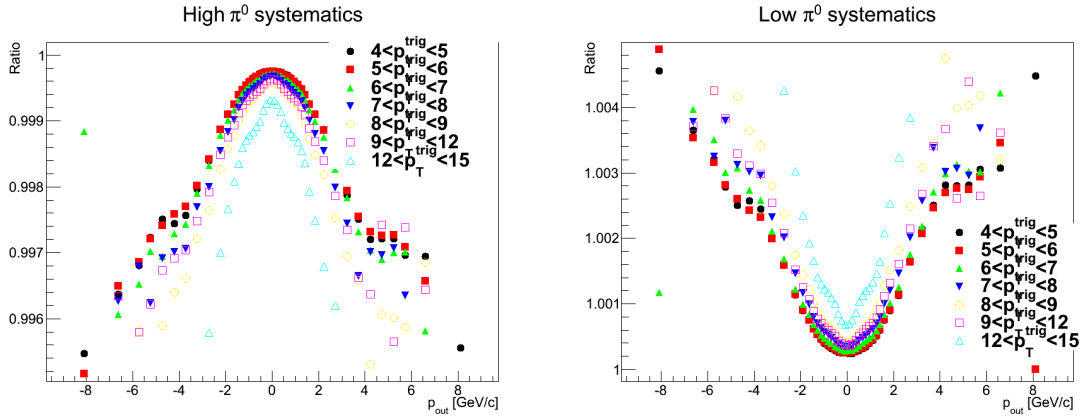 High π⁰ systematics
Ratio
1
0.999
0.998
0.997
0.996
-8 -6 -4 -2 0 2 4 6 8
p_out [GeV/c]
4<p_T^trig<5
5<p_T^trig<6
6<p_T^trig<7
7<p_T^trig<8
8<p_T^trig<9
9<p_T^trig<12
12<p_T^trig<15
Low π⁰ systematics
Ratio
1.004
1.003
1.002
1.001
1
-8 -6 -4 -2 0 2 4 6 8
p_out [GeV/c]
4<p_T^trig<5
5<p_T^trig<6
6<p_T^trig<7
7<p_T^trig<8
8<p_T^trig<9
9<p_T^trig<12
12<p_T^trig<15